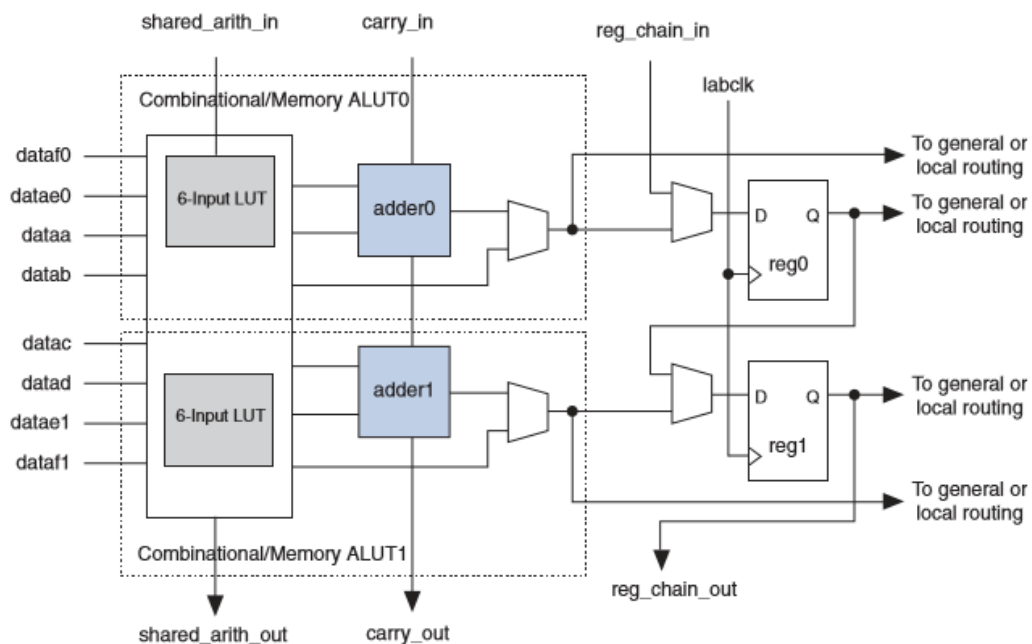 shared_arith_in
carry_in
reg_chain_in
labclk
Combinational/Memory ALUT0
dataf0
datae0
dataa
datab
6-Input LUT
adder0
D
Q
reg0
To general or
local routing
To general or
local routing
datac
datad
datae1
dataf1
6-Input LUT
adder1
D
Q
reg1
To general or
local routing
To general or
local routing
Combinational/Memory ALUT1
reg_chain_out
shared_arith_out
carry_out